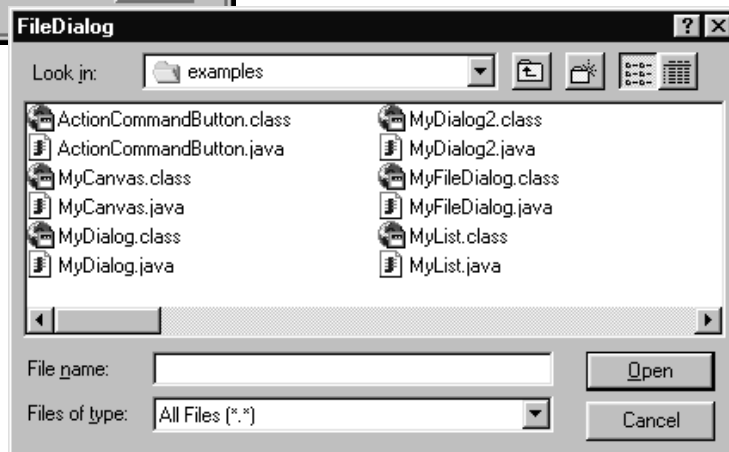 FileDialog
Look in: examples
ActionCommandButton.class MyDialog2.class
ActionCommandButton.java MyDialog2.java
MyCanvas.class MyFileDialog.class
MyCanvas.java MyFileDialog.java
MyDialog.class MyList.class
MyDialog.java MyList.java
File name: Open
Files of type: All Files (*.*) Cancel